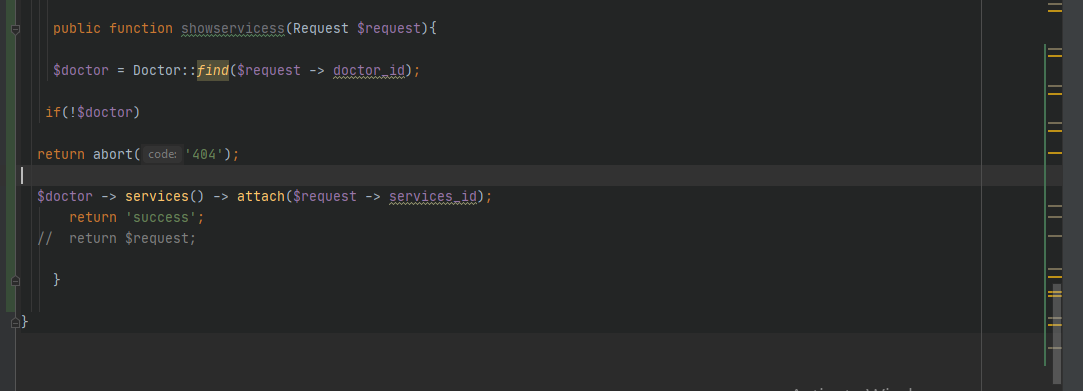 public function showservicess(Request $request){
$doctor = Doctor::find($request -> doctor_id);
if(!$doctor)
return abort( code: '404');
$doctor -> services() -> attach($request -> services_id);
return 'success';
// return $request;
}
}